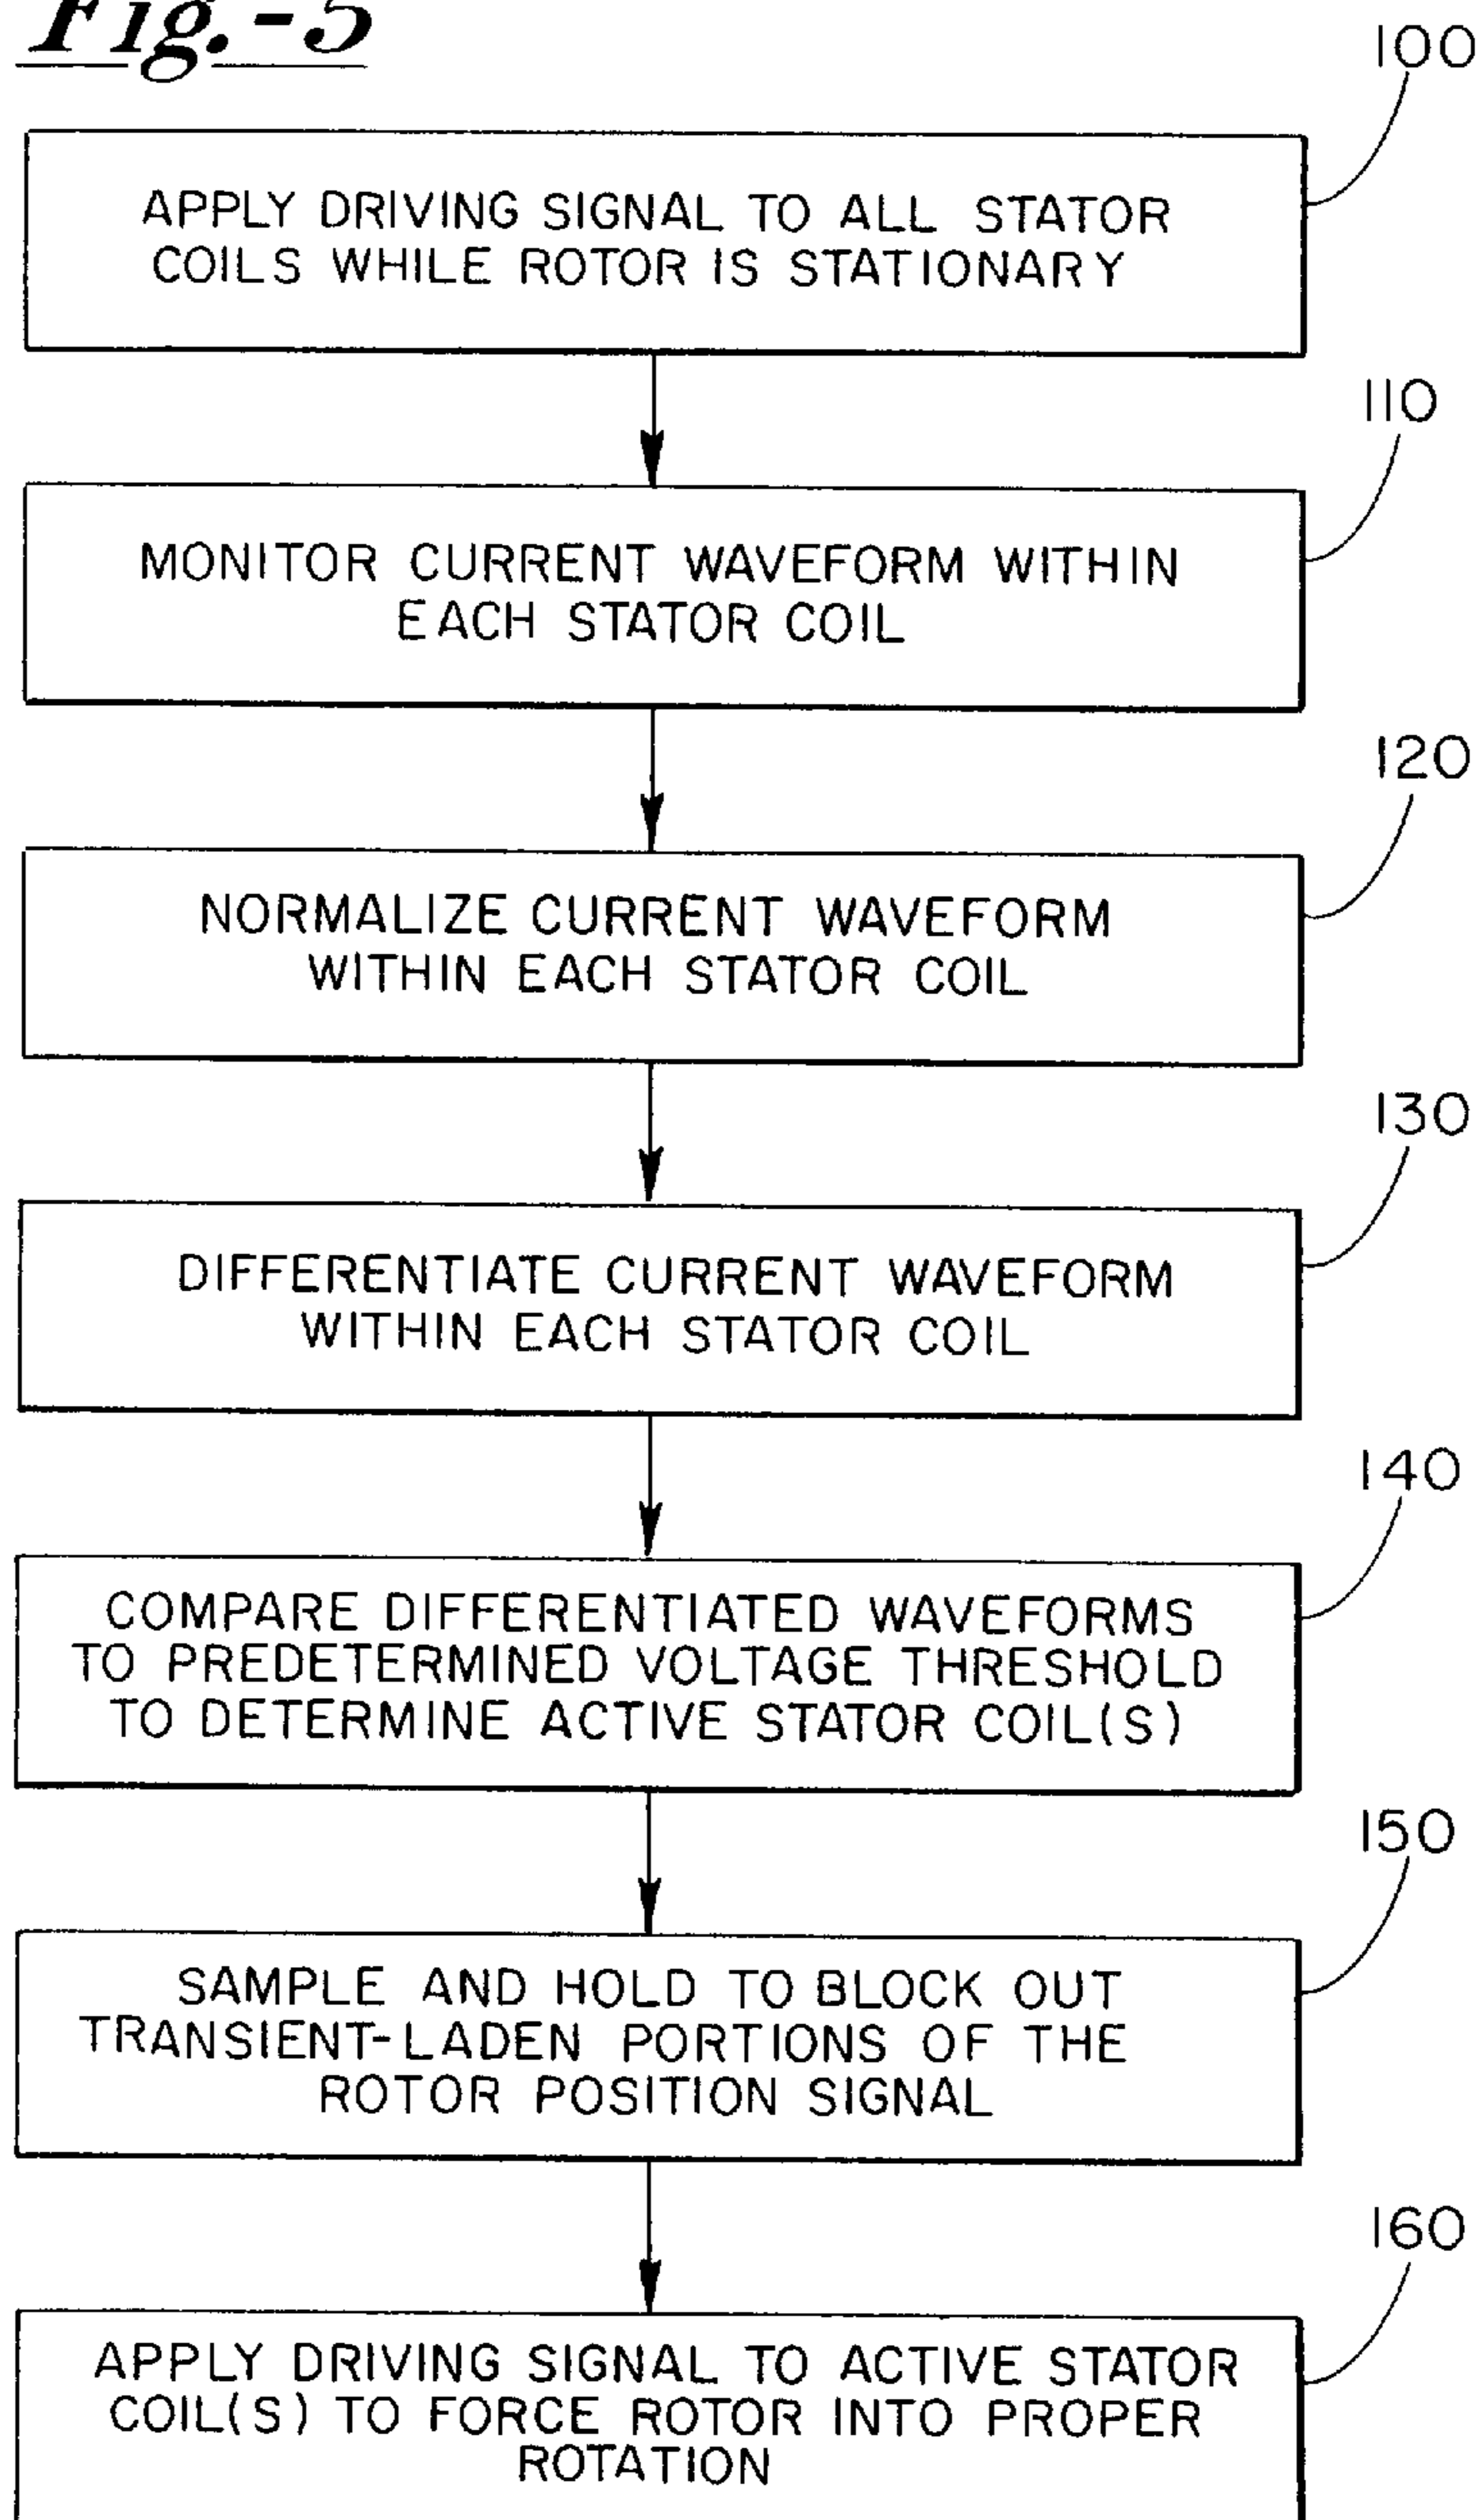 Fig.-5
100
APPLY DRIVING SIGNAL TO ALL STATOR
COILS WHILE ROTOR IS STATIONARY
110
MONITOR CURRENT WAVEFORM WITHIN
EACH STATOR COIL
120
NORMALIZE CURRENT WAVEFORM
WITHIN EACH STATOR COIL
130
DIFFERENTIATE CURRENT WAVEFORM
WITHIN EACH STATOR COIL
140
COMPARE DIFFERENTIATED WAVEFORMS
TO PREDETERMINED VOLTAGE THRESHOLD
TO DETERMINE ACTIVE STATOR COIL(S)
150
SAMPLE AND HOLD TO BLOCK OUT
TRANSIENT-LADEN PORTIONS OF THE
ROTOR POSITION SIGNAL
160
APPLY DRIVING SIGNAL TO ACTIVE STATOR
COIL(S) TO FORCE ROTOR INTO PROPER
ROTATION